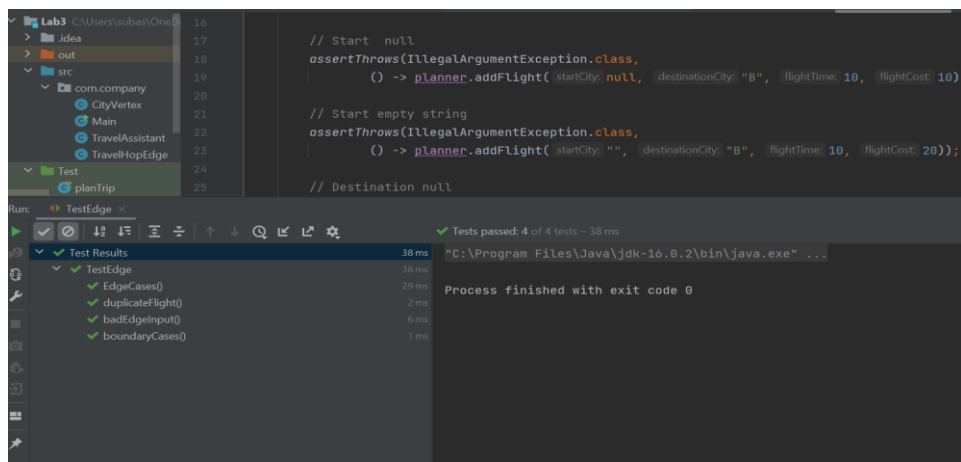 Lab3 C:\Users\subas\OneD
.idea
out
src
com.company
CityVertex
Main
TravelAssistant
TravelHopEdge
Test
planTrip
16
17 // Start null
18 assertThrows(IllegalArgumentException.class,
19 () -> planner.addFlight( startCity: null, destinationCity: "B", flightTime: 10, flightCost: 10)
20
21 // Start empty string
22 assertThrows(IllegalArgumentException.class,
23 () -> planner.addFlight( startCity: "", destinationCity: "B", flightTime: 10, flightCost: 20));
24
25 // Destination null
Run: TestEdge ×
Tests passed: 4 of 4 tests – 38 ms
Test Results 38 ms
TestEdge 38 ms
EdgeCases() 29 ms
duplicateFlight() 2 ms
badEdgeInput() 6 ms
boundaryCases() 1 ms
"C:\Program Files\Java\jdk-16.0.2\bin\java.exe" ...
Process finished with exit code 0